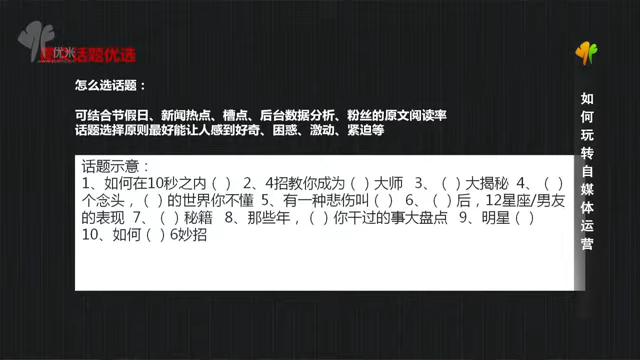 优米
话题优选
怎么选话题：
可结合节假日、新闻热点、槽点、后台数据分析、粉丝的原文阅读率
话题选择原则最好能让人感到好奇、困惑、激动、紧迫等
话题示意：
1、如何在10秒之内（ ） 2、4招教你成为（ ）大师 3、（ ）大揭秘 4、（ ）
个念头，（ ）的世界你不懂 5、有一种悲伤叫（ ） 6、（ ）后，12星座/男友
的表现 7、（ ）秘籍 8、那些年，（ ）你干过的事大盘点 9、明星（ ）
10、如何（ ）6妙招
如何玩转自媒体运营